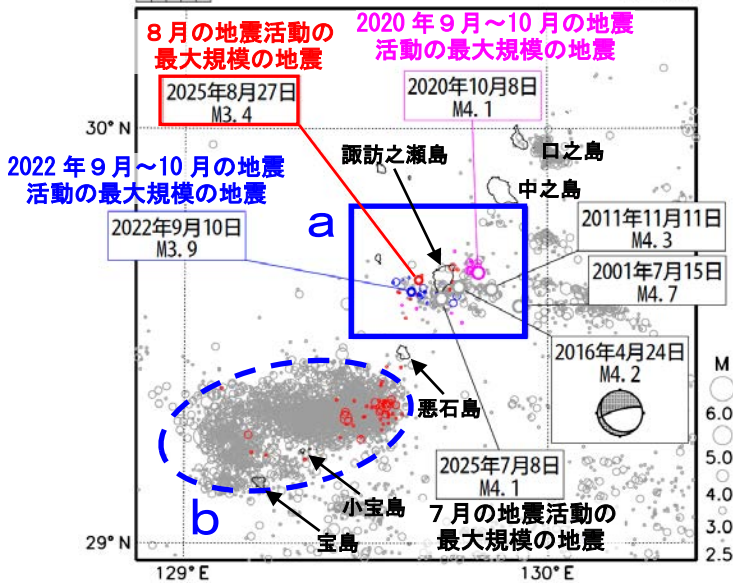 8月の地震活動の
最大規模の地震
2025年8月27日
M3.4
2020年9月～10月の地震
活動の最大規模の地震
2020年10月8日
M4.1
30°N
諏訪之瀬島
口之島
中之島
2022年9月～10月の地震
活動の最大規模の地震
2022年9月10日
M3.9
a
2011年11月11日
M4.3
2001年7月15日
M4.7
2016年4月24日
M4.2
悪石島
2025年7月8日
M4.1
7月の地震活動の
最大規模の地震
小宝島
宝島
b
29°N
129°E
130°E
M
6.0
5.0
4.0
3.0
2.5